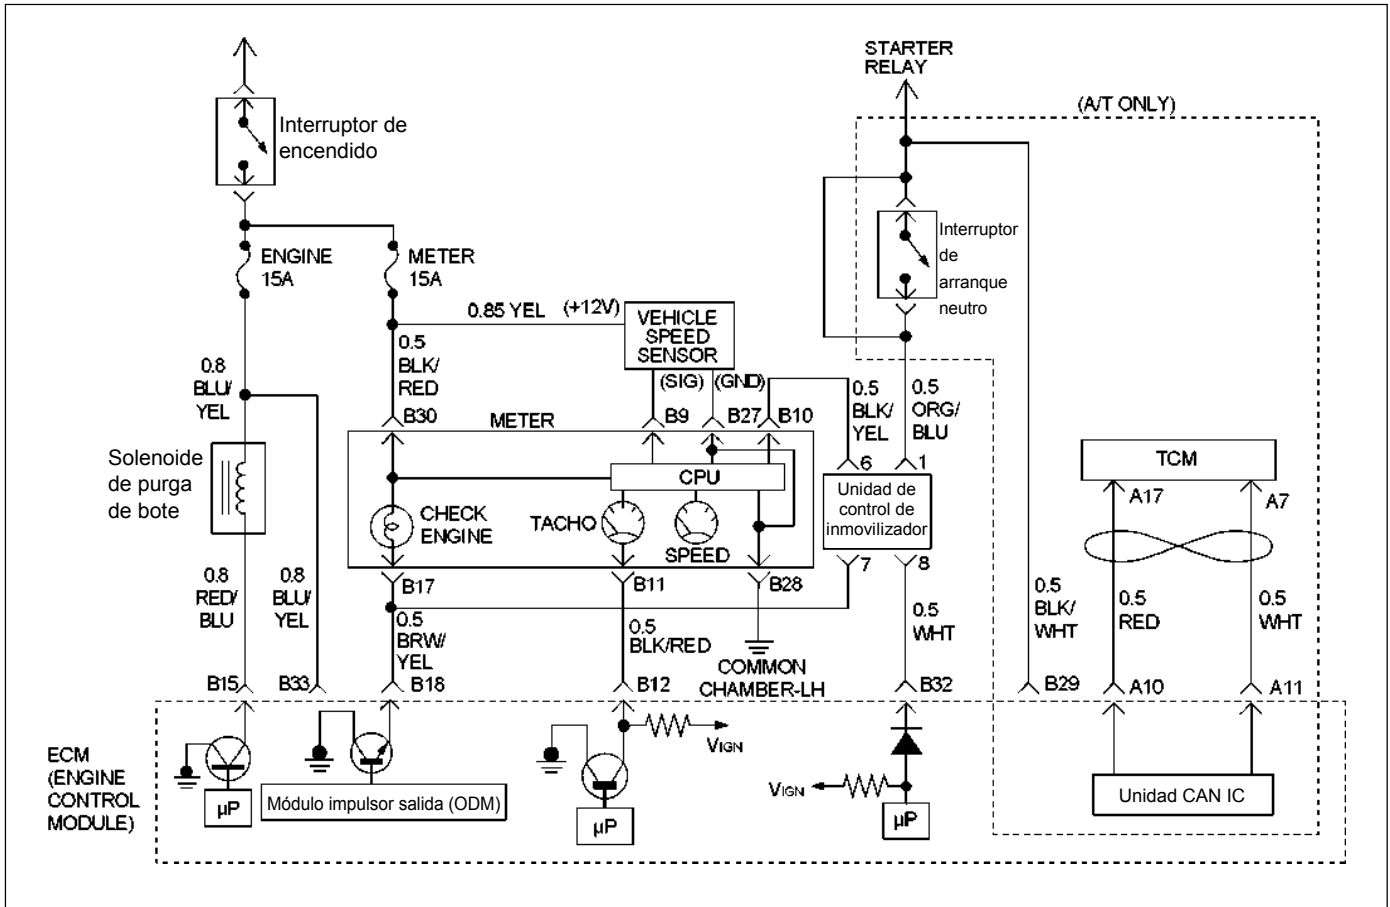 STARTER
RELAY
(A/T ONLY)
Interruptor de
encendido
ENGINE
15A
METER
15A
Interruptor
de
arranque
neutro
0.85 YEL
(+12V)
VEHICLE
SPEED
SENSOR
(SIG)
(GND)
0.8
BLU/
YEL
0.5
BLK/
RED
0.5
BLK/
YEL
0.5
ORG/
BLU
B30
METER
B9
B27
B10
6
1
Solenoide
de purga
de bote
CPU
CHECK
ENGINE
TACHO
SPEED
Unidad de
control de
inmovilizador
TCM
A17
A7
B17
B11
B28
7
8
0.8
RED/
BLU
0.8
BLU/
YEL
0.5
BRW/
YEL
0.5
BLK/RED
COMMON
CHAMBER-LH
0.5
WHT
0.5
BLK/
WHT
0.5
RED
0.5
WHT
B15
B33
B18
B12
B32
B29
A10
A11
ECM
(ENGINE
CONTROL
MODULE)
µP
Módulo impulsor salida (ODM)
VIGN
µP
VIGN
µP
Unidad CAN IC